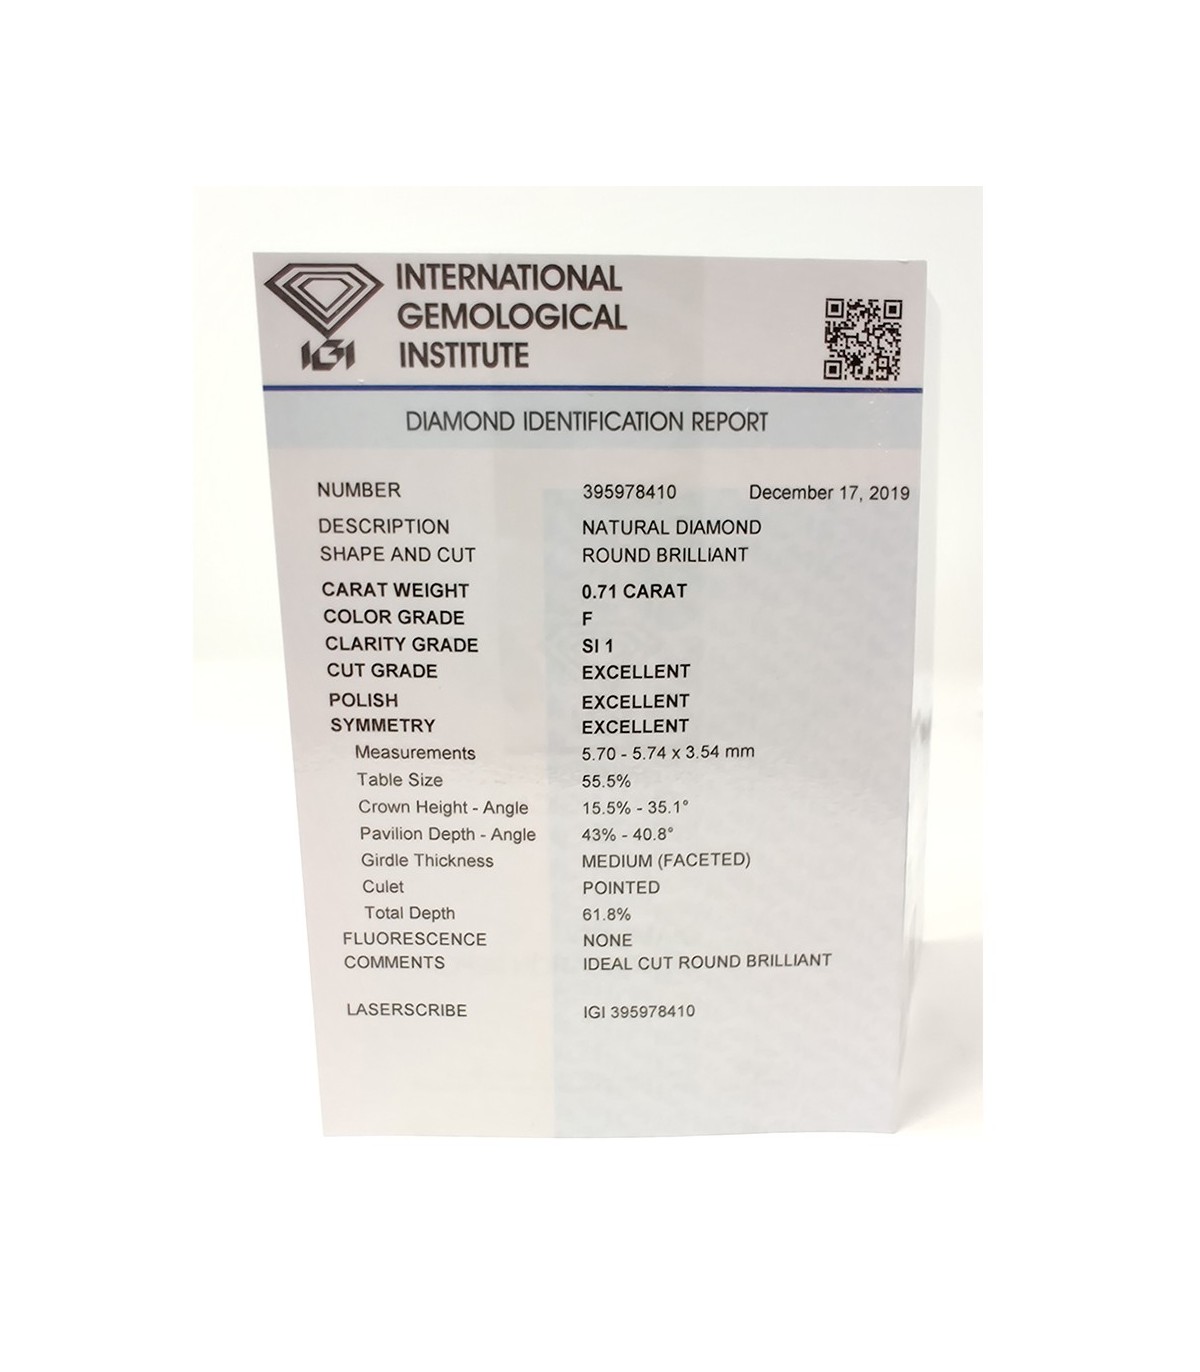 INTERNATIONAL
GEMOLOGICAL
INSTITUTE
IGI
DIAMOND IDENTIFICATION REPORT
NUMBER 395978410 December 17, 2019
DESCRIPTION NATURAL DIAMOND
SHAPE AND CUT ROUND BRILLIANT
CARAT WEIGHT 0.71 CARAT
COLOR GRADE F
CLARITY GRADE SI 1
CUT GRADE EXCELLENT
POLISH EXCELLENT
SYMMETRY EXCELLENT
Measurements 5.70 - 5.74 x 3.54 mm
Table Size 55.5%
Crown Height - Angle 15.5% - 35.1°
Pavilion Depth - Angle 43% - 40.8°
Girdle Thickness MEDIUM (FACETED)
Culet POINTED
Total Depth 61.8%
FLUORESCENCE NONE
COMMENTS IDEAL CUT ROUND BRILLIANT
LASERSCRIBE IGI 395978410